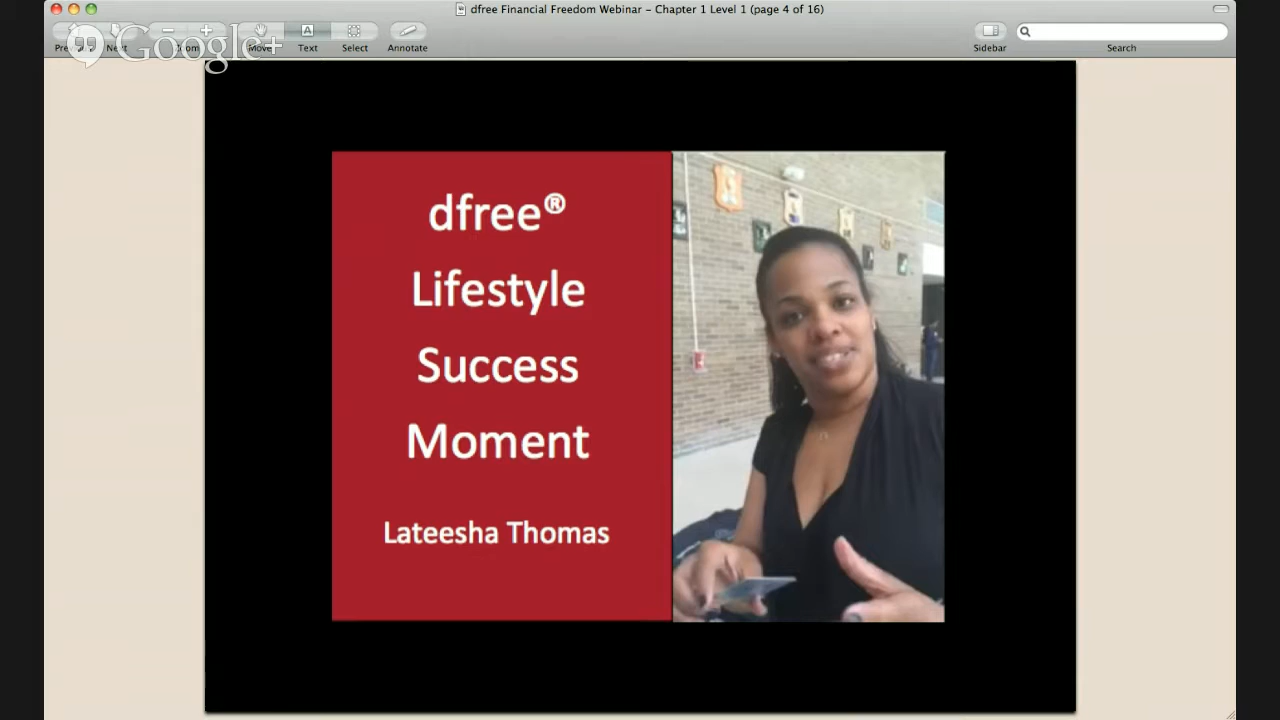 dfree Financial Freedom Webinar – Chapter 1 Level 1 (page 4 of 16)
Google+
Move
Text
Select
Annotate
Sidebar
Search
dfree®
Lifestyle
Success
Moment
Lateesha Thomas